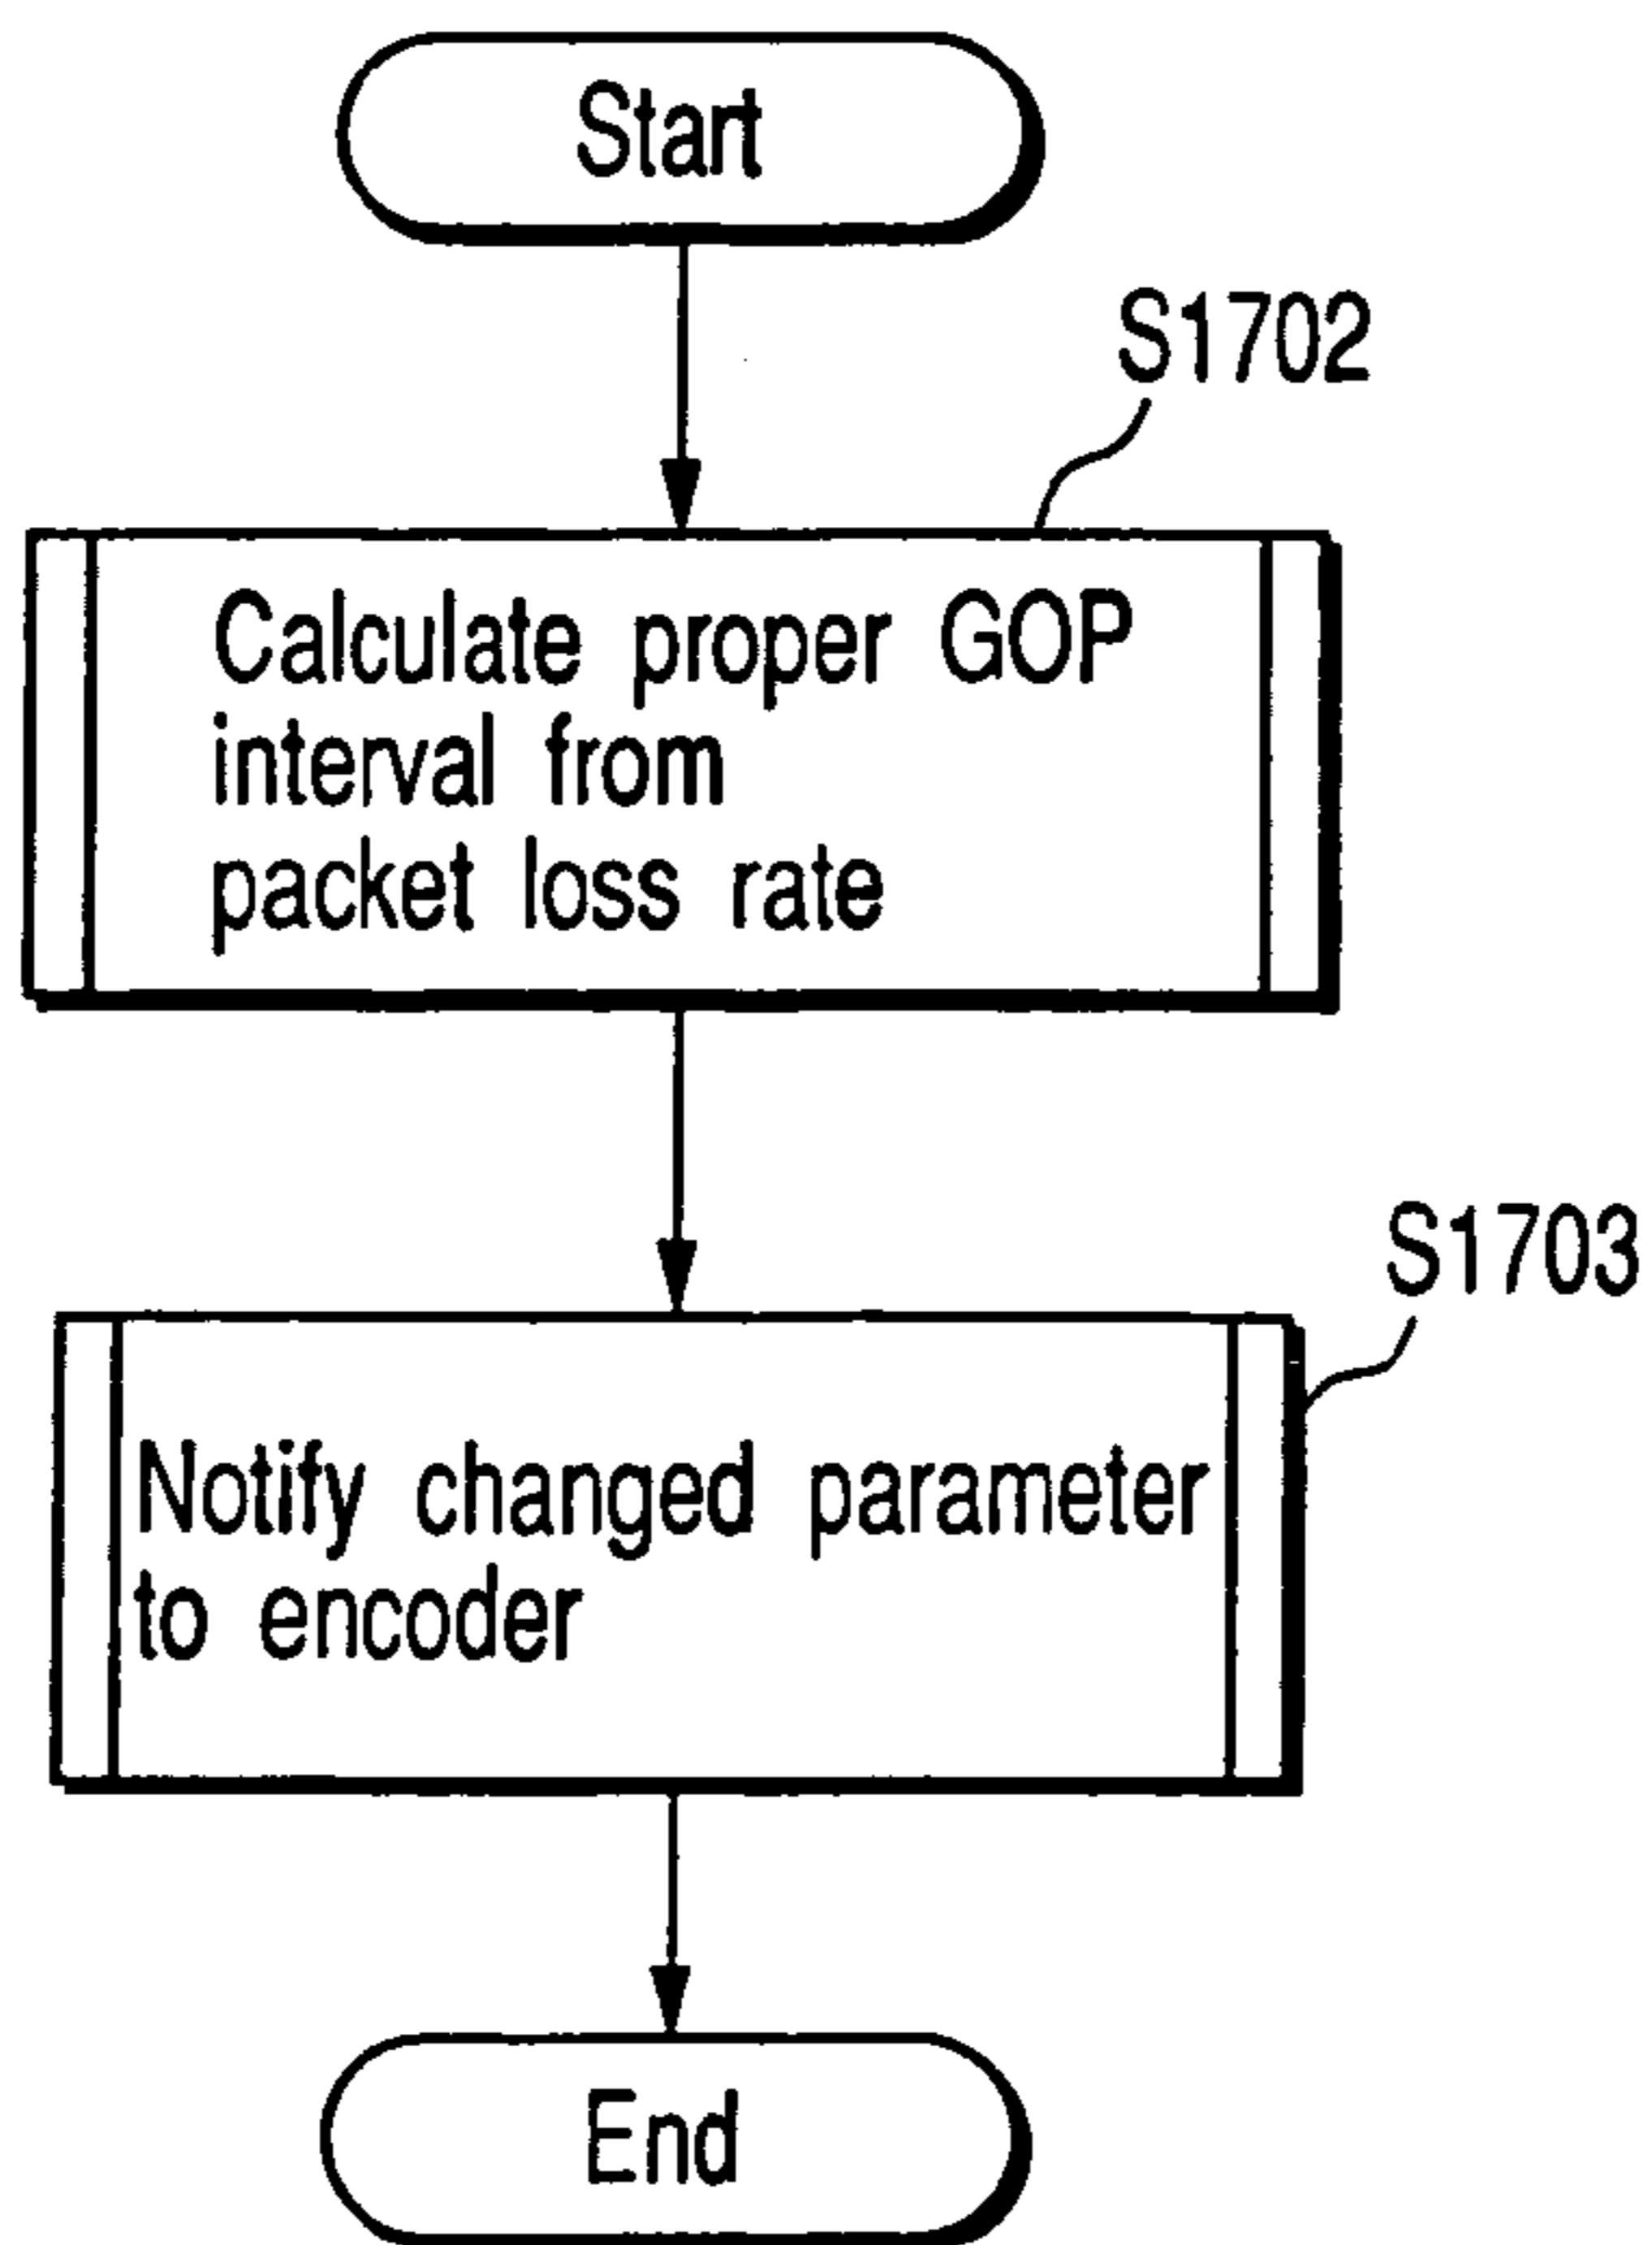 Start
S1702
Calculate proper GOP
interval from
packet loss rate
S1703
Notify changed parameter
to encoder
End